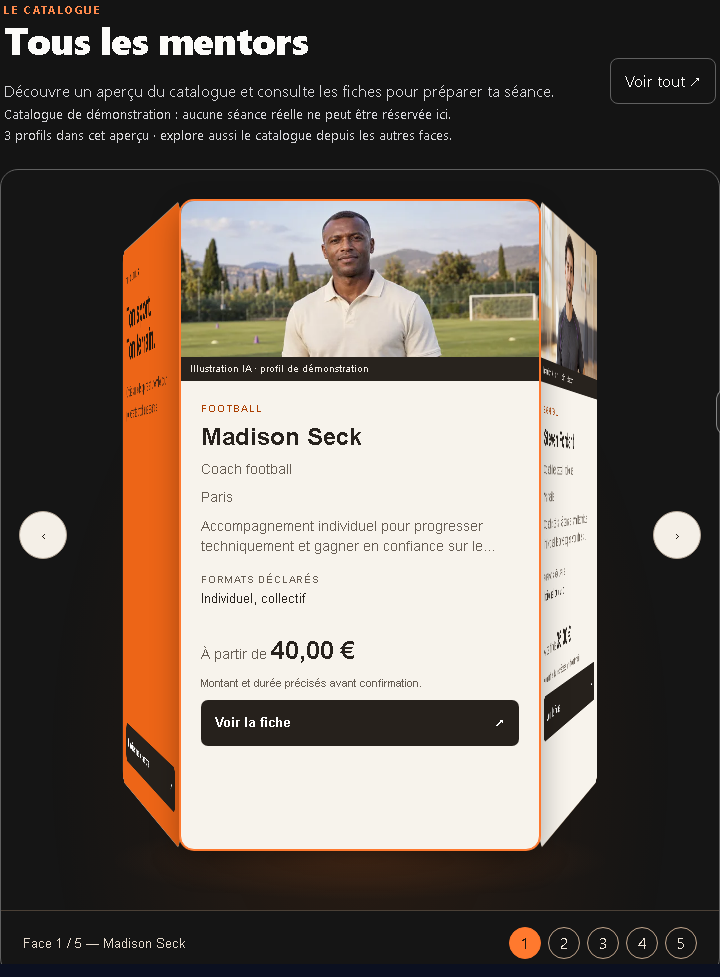 LE CATALOGUE
Tous les mentors
Découvre un aperçu du catalogue et consulte les fiches pour préparer ta séance.
Catalogue de démonstration : aucune séance réelle ne peut être réservée ici.
3 profils dans cet aperçu · explore aussi le catalogue depuis les autres faces.
Voir tout ↗
Ton sport.
Ton terrain.
Illustration IA · profil de démonstration
FOOTBALL
Madison Seck
Coach football
Paris
Accompagnement individuel pour progresser
techniquement et gagner en confiance sur le…
FORMATS DÉCLARÉS
Individuel, collectif
À partir de 40,00 €
Montant et durée précisés avant confirmation.
Voir la fiche ↗
‹
›
Face 1 / 5 — Madison Seck
1 2 3 4 5